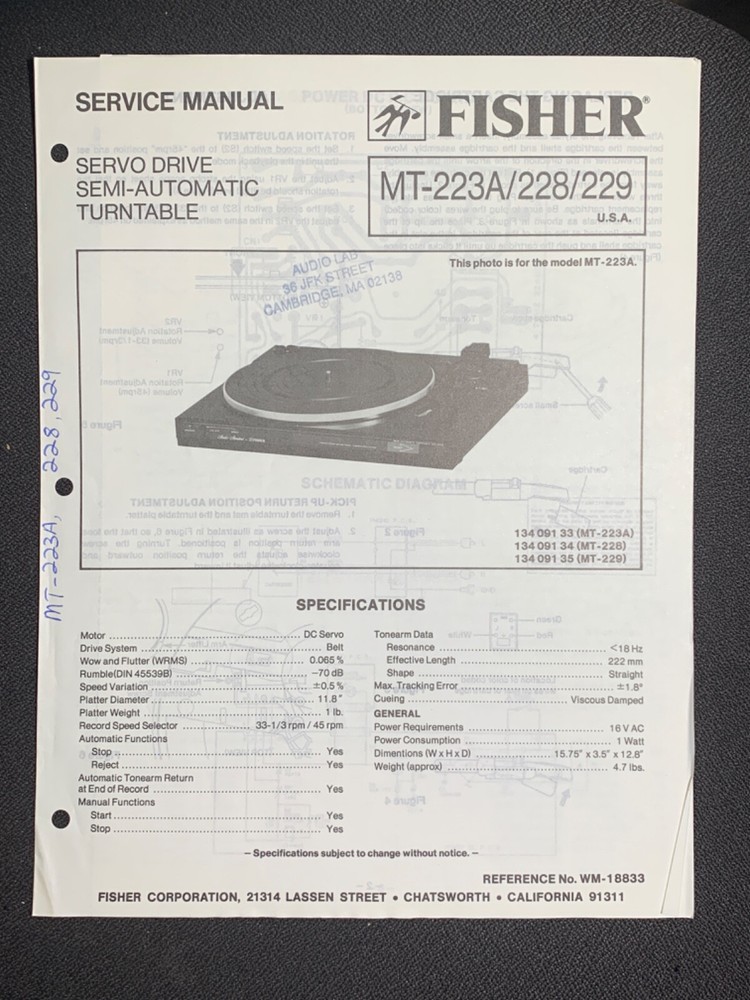 SERVICE MANUAL
FISHER®
SERVO DRIVE
SEMI-AUTOMATIC
TURNTABLE
MT-223A/228/229
U.S.A.
This photo is for the model MT-223A.
AUDIO LAB
36 JFK STREET
CAMBRIDGE, MA 02138
MT-223A, 228, 229
134 091 33 (MT-223A)
134 091 34 (MT-228)
134 091 35 (MT-229)
SPECIFICATIONS
Motor ........ DC Servo
Drive System ........ Belt
Wow and Flutter (WRMS) ........ 0.065 %
Rumble(DIN 45539B) ........ −70 dB
Speed Variation ........ ±0.5 %
Platter Diameter ........ 11.8"
Platter Weight ........ 1 lb.
Record Speed Selector ........ 33-1/3 rpm / 45 rpm
Automatic Functions
Stop ........ Yes
Reject ........ Yes
Automatic Tonearm Return
at End of Record ........ Yes
Manual Functions
Start ........ Yes
Stop ........ Yes
Tonearm Data
Resonance ........ <18 Hz
Effective Length ........ 222 mm
Shape ........ Straight
Max. Tracking Error ........ ±1.8°
Cueing ........ Viscous Damped
GENERAL
Power Requirements ........ 16 V AC
Power Consumption ........ 1 Watt
Dimentions (W x H x D) ........ 15.75" x 3.5" x 12.8"
Weight (approx) ........ 4.7 lbs.
– Specifications subject to change without notice. –
REFERENCE No. WM-18833
FISHER CORPORATION, 21314 LASSEN STREET • CHATSWORTH • CALIFORNIA 91311